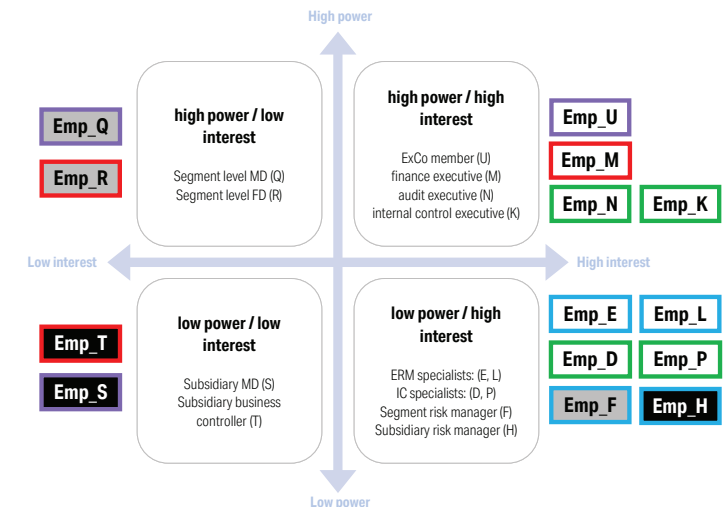 High power
high power / low
interest
Segment level MD (Q)
Segment level FD (R)
high power / high
interest
ExCo member (U)
finance executive (M)
audit executive (N)
internal control executive (K)
Emp_Q
Emp_R
Emp_U
Emp_M
Emp_N
Emp_K
Low interest
High interest
low power / low
interest
Subsidiary MD (S)
Subsidiary business
controller (T)
low power / high
interest
ERM specialists: (E, L)
IC specialists: (D, P)
Segment risk manager (F)
Subsidiary risk manager (H)
Emp_T
Emp_S
Emp_E
Emp_L
Emp_D
Emp_P
Emp_F
Emp_H
Low power